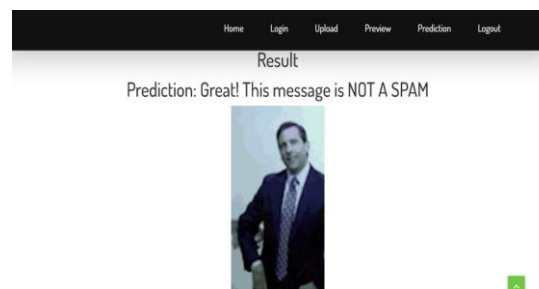 Home Login Upload Preview Prediction Logout
Result
Prediction: Great! This message is NOT A SPAM